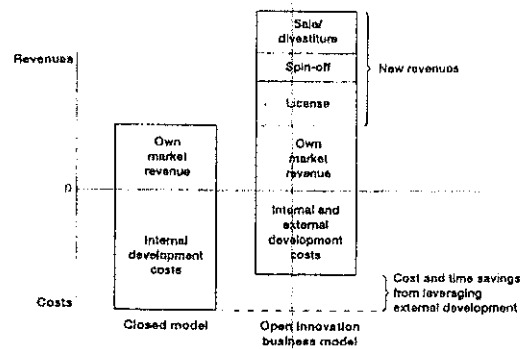 Sale/
divestiture
Revenues
New revenues
Spin-off
License
Own
market
revenue
Own
market
revenue
0
Internal
development
costs
Internal and
external
development
costs
Costs
Cost and time savings
from leveraging
external development
Closed model
Open innovation
business model